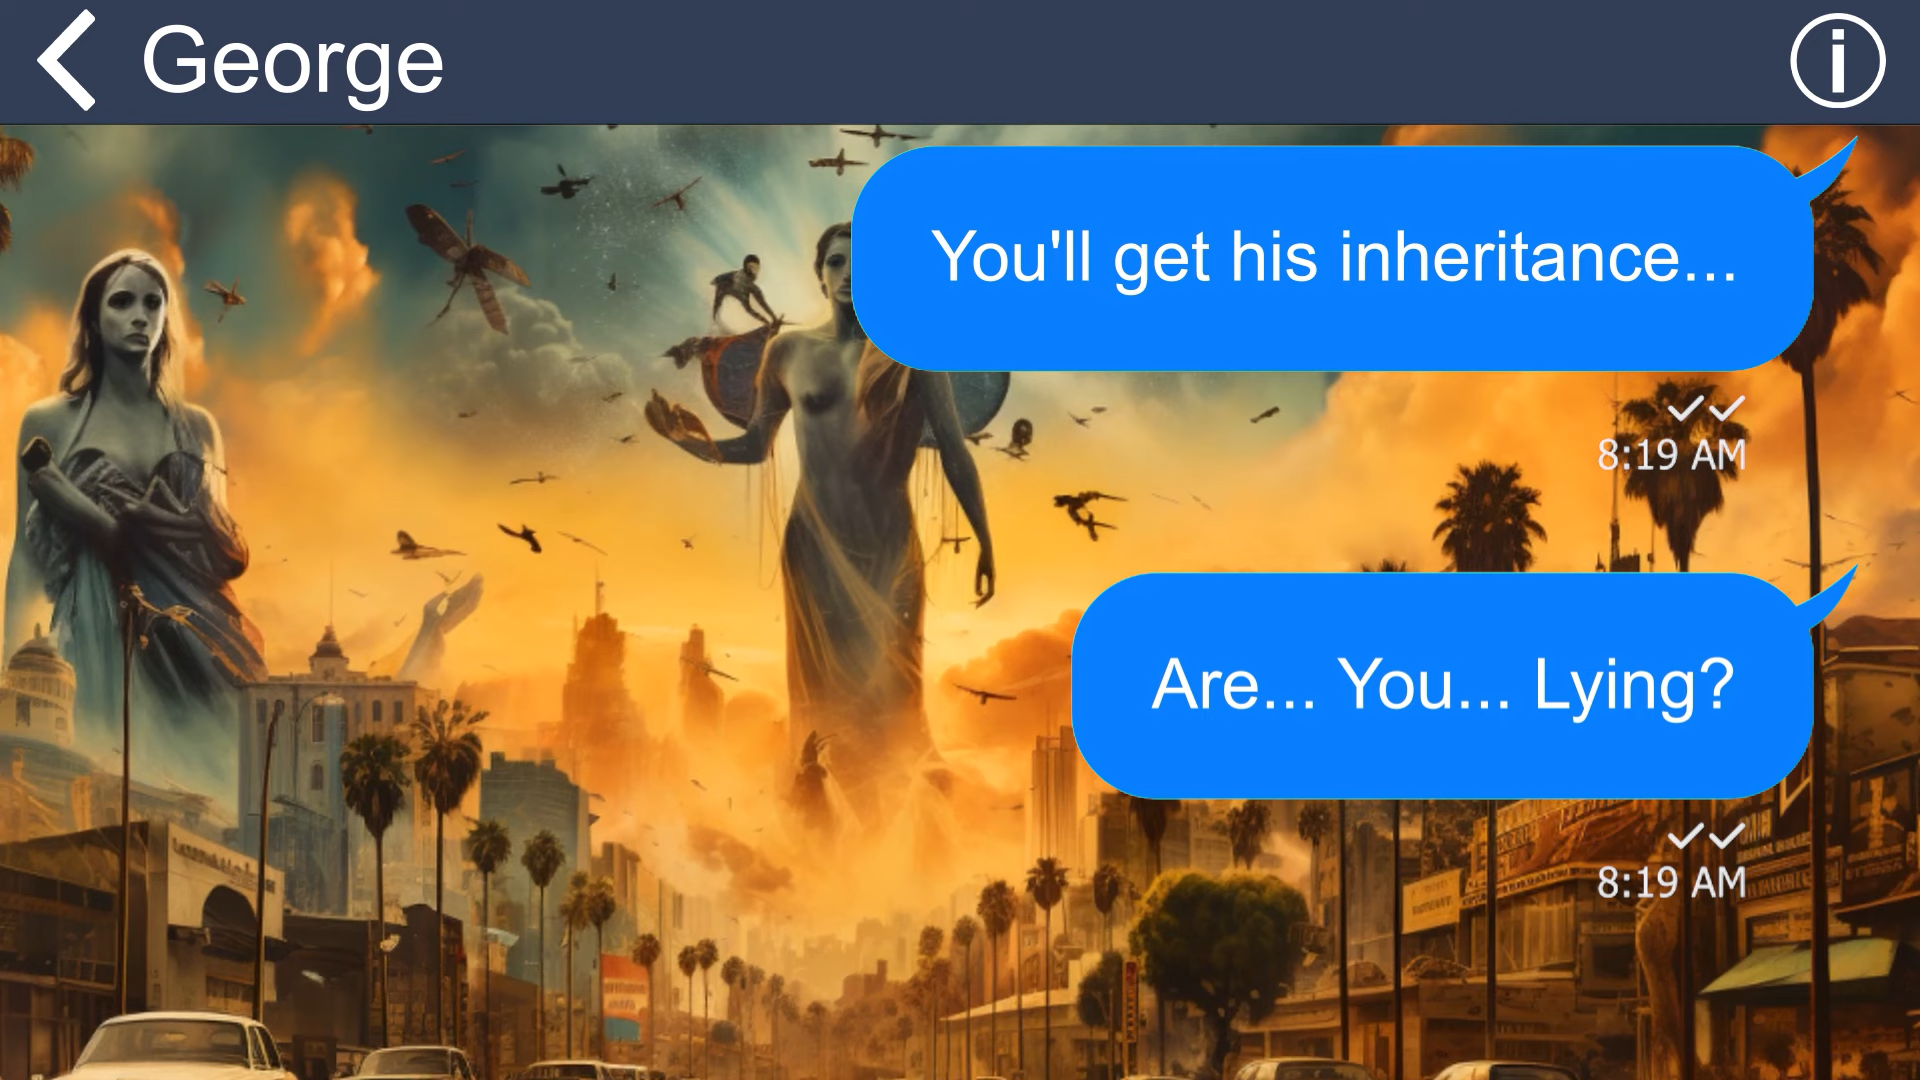 George
You'll get his inheritance...
8:19 AM
Are... You... Lying?
8:19 AM